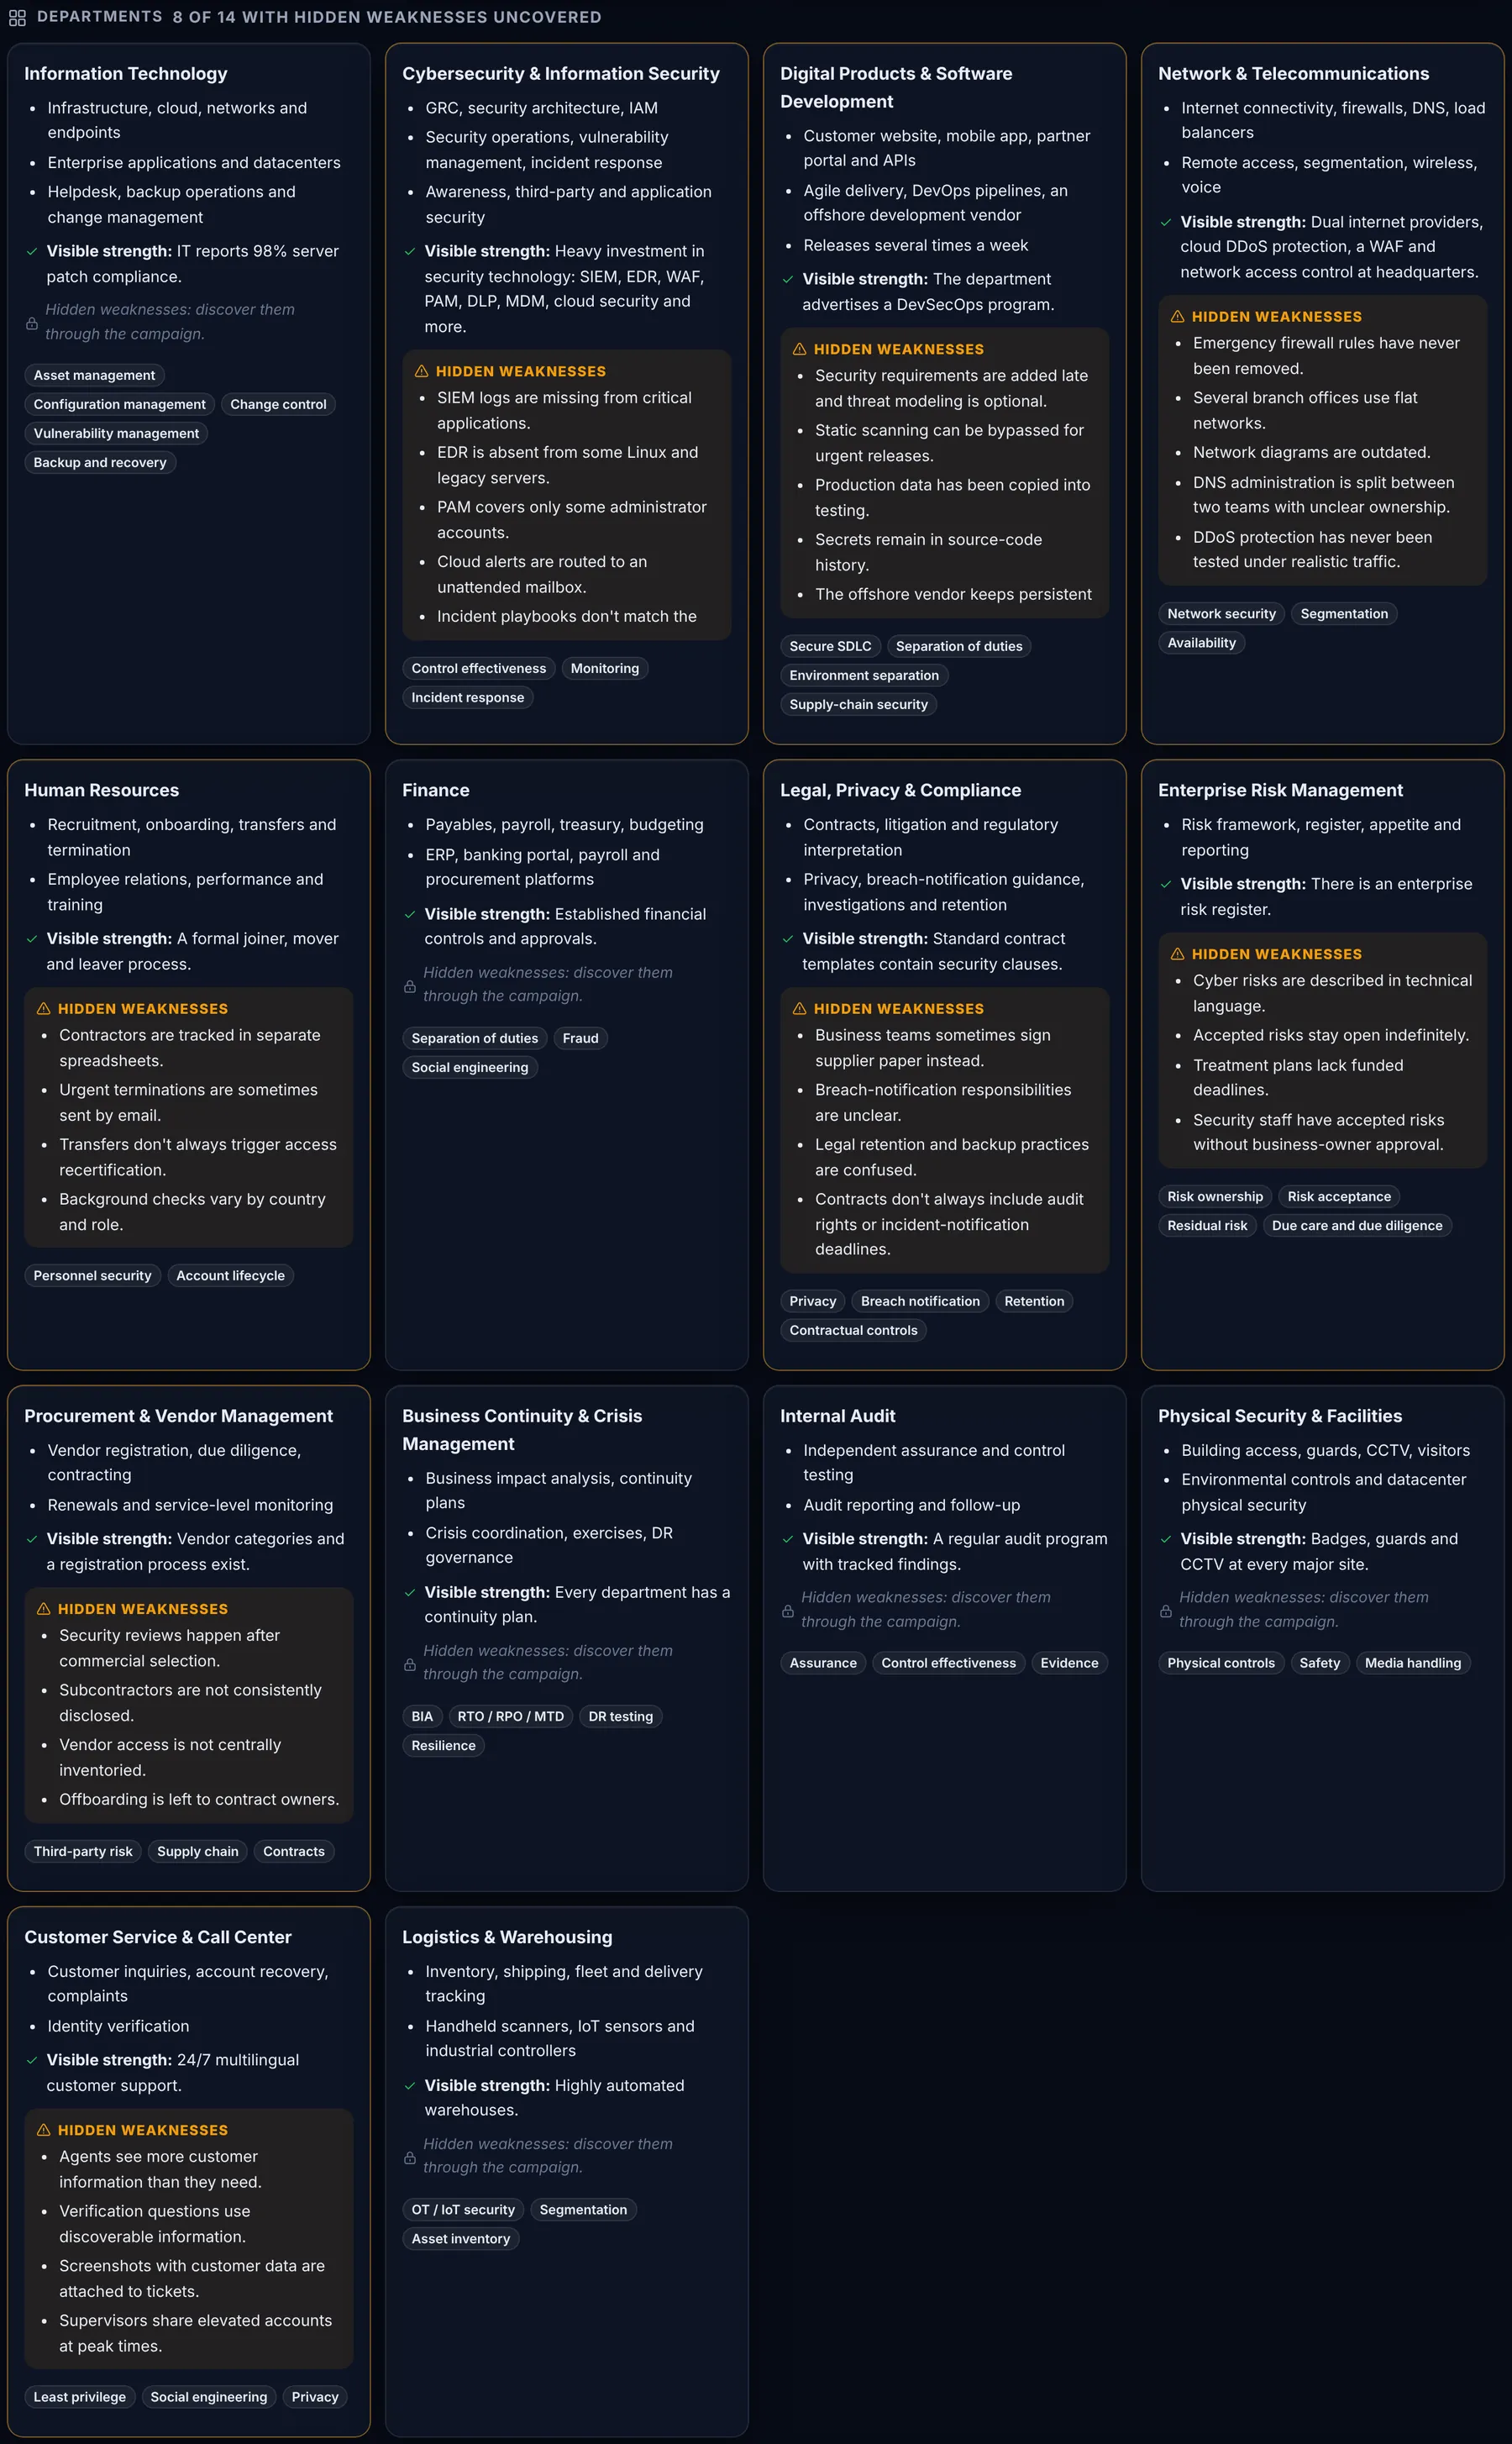 DEPARTMENTS 8 OF 14 WITH HIDDEN WEAKNESSES UNCOVERED
Information Technology
Infrastructure, cloud, networks and
endpoints
Enterprise applications and datacenters
Helpdesk, backup operations and
change management
Visible strength: IT reports 98% server
patch compliance.
Hidden weaknesses: discover them
through the campaign.
Asset management
Configuration management Change control
Vulnerability management
Backup and recovery
Cybersecurity & Information Security
GRC, security architecture, IAM
Security operations, vulnerability
management, incident response
Awareness, third-party and application
security
Visible strength: Heavy investment in
security technology: SIEM, EDR, WAF,
PAM, DLP, MDM, cloud security and
more.
HIDDEN WEAKNESSES
SIEM logs are missing from critical
applications.
EDR is absent from some Linux and
legacy servers.
PAM covers only some administrator
accounts.
Cloud alerts are routed to an
unattended mailbox.
Incident playbooks don't match the
Control effectiveness Monitoring
Incident response
Digital Products & Software
Development
Customer website, mobile app, partner
portal and APIs
Agile delivery, DevOps pipelines, an
offshore development vendor
Releases several times a week
Visible strength: The department
advertises a DevSecOps program.
HIDDEN WEAKNESSES
Security requirements are added late
and threat modeling is optional.
Static scanning can be bypassed for
urgent releases.
Production data has been copied into
testing.
Secrets remain in source-code
history.
The offshore vendor keeps persistent
Secure SDLC Separation of duties
Environment separation
Supply-chain security
Network & Telecommunications
Internet connectivity, firewalls, DNS, load
balancers
Remote access, segmentation, wireless,
voice
Visible strength: Dual internet providers,
cloud DDoS protection, a WAF and
network access control at headquarters.
HIDDEN WEAKNESSES
Emergency firewall rules have never
been removed.
Several branch offices use flat
networks.
Network diagrams are outdated.
DNS administration is split between
two teams with unclear ownership.
DDoS protection has never been
tested under realistic traffic.
Network security Segmentation
Availability
Human Resources
Recruitment, onboarding, transfers and
termination
Employee relations, performance and
training
Visible strength: A formal joiner, mover
and leaver process.
HIDDEN WEAKNESSES
Contractors are tracked in separate
spreadsheets.
Urgent terminations are sometimes
sent by email.
Transfers don't always trigger access
recertification.
Background checks vary by country
and role.
Personnel security Account lifecycle
Finance
Payables, payroll, treasury, budgeting
ERP, banking portal, payroll and
procurement platforms
Visible strength: Established financial
controls and approvals.
Hidden weaknesses: discover them
through the campaign.
Separation of duties Fraud
Social engineering
Legal, Privacy & Compliance
Contracts, litigation and regulatory
interpretation
Privacy, breach-notification guidance,
investigations and retention
Visible strength: Standard contract
templates contain security clauses.
HIDDEN WEAKNESSES
Business teams sometimes sign
supplier paper instead.
Breach-notification responsibilities
are unclear.
Legal retention and backup practices
are confused.
Contracts don't always include audit
rights or incident-notification
deadlines.
Privacy Breach notification Retention
Contractual controls
Enterprise Risk Management
Risk framework, register, appetite and
reporting
Visible strength: There is an enterprise
risk register.
HIDDEN WEAKNESSES
Cyber risks are described in technical
language.
Accepted risks stay open indefinitely.
Treatment plans lack funded
deadlines.
Security staff have accepted risks
without business-owner approval.
Risk ownership Risk acceptance
Residual risk Due care and due diligence
Procurement & Vendor Management
Vendor registration, due diligence,
contracting
Renewals and service-level monitoring
Visible strength: Vendor categories and
a registration process exist.
HIDDEN WEAKNESSES
Security reviews happen after
commercial selection.
Subcontractors are not consistently
disclosed.
Vendor access is not centrally
inventoried.
Offboarding is left to contract owners.
Third-party risk Supply chain Contracts
Business Continuity & Crisis
Management
Business impact analysis, continuity
plans
Crisis coordination, exercises, DR
governance
Visible strength: Every department has a
continuity plan.
Hidden weaknesses: discover them
through the campaign.
BIA RTO / RPO / MTD DR testing
Resilience
Internal Audit
Independent assurance and control
testing
Audit reporting and follow-up
Visible strength: A regular audit program
with tracked findings.
Hidden weaknesses: discover them
through the campaign.
Assurance Control effectiveness Evidence
Physical Security & Facilities
Building access, guards, CCTV, visitors
Environmental controls and datacenter
physical security
Visible strength: Badges, guards and
CCTV at every major site.
Hidden weaknesses: discover them
through the campaign.
Physical controls Safety Media handling
Customer Service & Call Center
Customer inquiries, account recovery,
complaints
Identity verification
Visible strength: 24/7 multilingual
customer support.
HIDDEN WEAKNESSES
Agents see more customer
information than they need.
Verification questions use
discoverable information.
Screenshots with customer data are
attached to tickets.
Supervisors share elevated accounts
at peak times.
Least privilege Social engineering Privacy
Logistics & Warehousing
Inventory, shipping, fleet and delivery
tracking
Handheld scanners, IoT sensors and
industrial controllers
Visible strength: Highly automated
warehouses.
Hidden weaknesses: discover them
through the campaign.
OT / IoT security Segmentation
Asset inventory